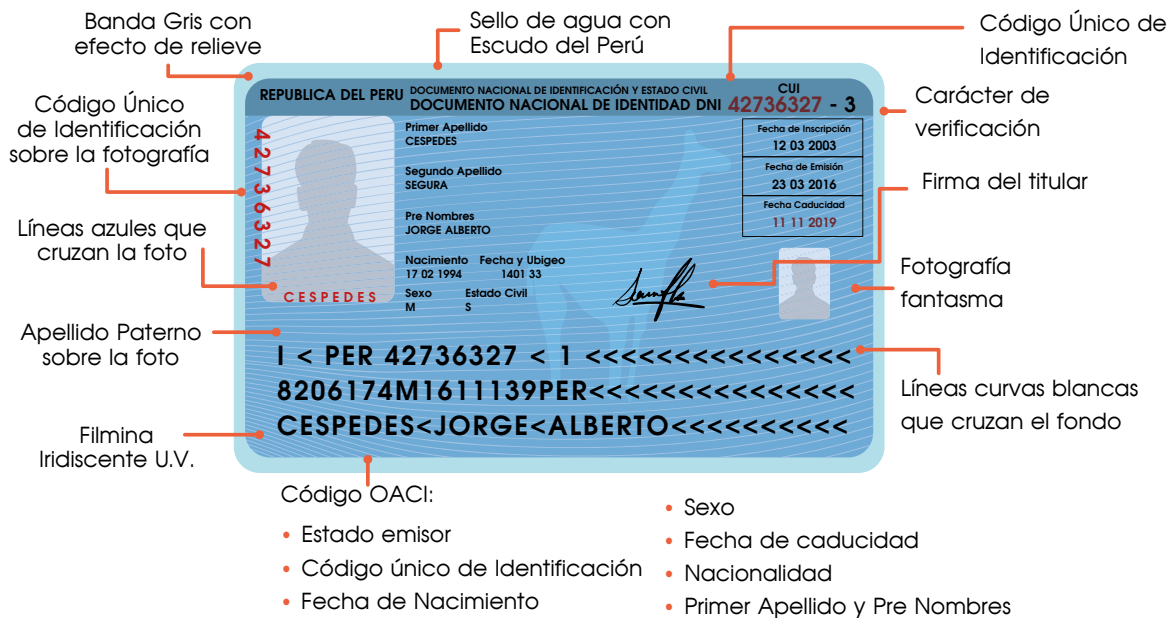 Banda Gris con
efecto de relieve
Sello de agua con
Escudo del Perú
Código Único de
Identificación
Código Único
de Identificación
sobre la fotografía
Carácter de
verificación
Firma del titular
Líneas azules que
cruzan la foto
Fotografía
fantasma
Apellido Paterno
sobre la foto
Líneas curvas blancas
que cruzan el fondo
Filmina
Iridiscente U.V.
REPUBLICA DEL PERU
DOCUMENTO NACIONAL DE IDENTIFICACIÓN Y ESTADO CIVIL
DOCUMENTO NACIONAL DE IDENTIDAD DNI
CUI
42736327 - 3
42736327
CESPEDES
Primer Apellido
CESPEDES
Segundo Apellido
SEGURA
Pre Nombres
JORGE ALBERTO
Nacimiento Fecha y Ubigeo
17 02 1994 1401 33
Sexo Estado Civil
M S
Fecha de Inscripción
12 03 2003
Fecha de Emisión
23 03 2016
Fecha Caducidad
11 11 2019
I < PER 42736327 < 1 <<<<<<<<<<<<<<<
8206174M1611139PER<<<<<<<<<<<<<<<
CESPEDES<JORGE<ALBERTO<<<<<<<<<<
Código OACI:
• Estado emisor
• Código único de Identificación
• Fecha de Nacimiento
• Sexo
• Fecha de caducidad
• Nacionalidad
• Primer Apellido y Pre Nombres